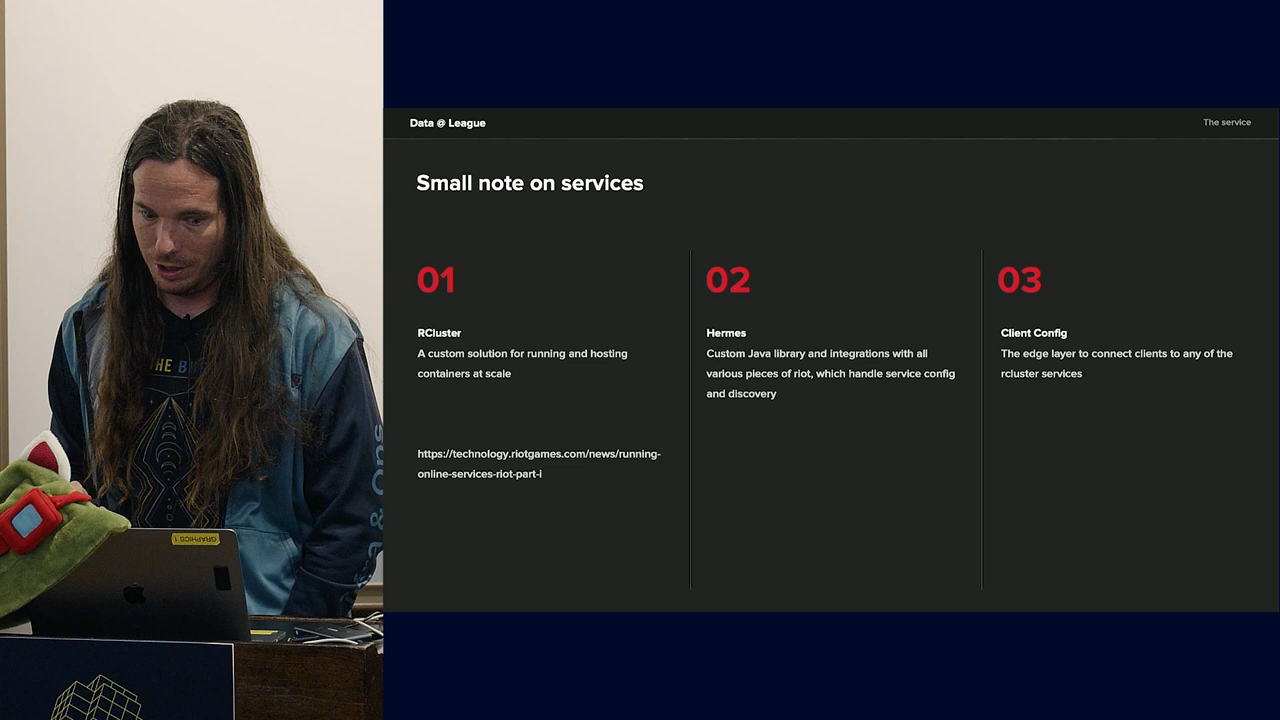 Data @ League
The service
Small note on services
01
RCluster
A custom solution for running and hosting
containers at scale
https://technology.riotgames.com/news/running-
online-services-riot-part-i
02
Hermes
Custom Java library and integrations with all
various pieces of riot, which handle service config
and discovery
03
Client Config
The edge layer to connect clients to any of the
rcluster services
THE
GRAPHICS 1